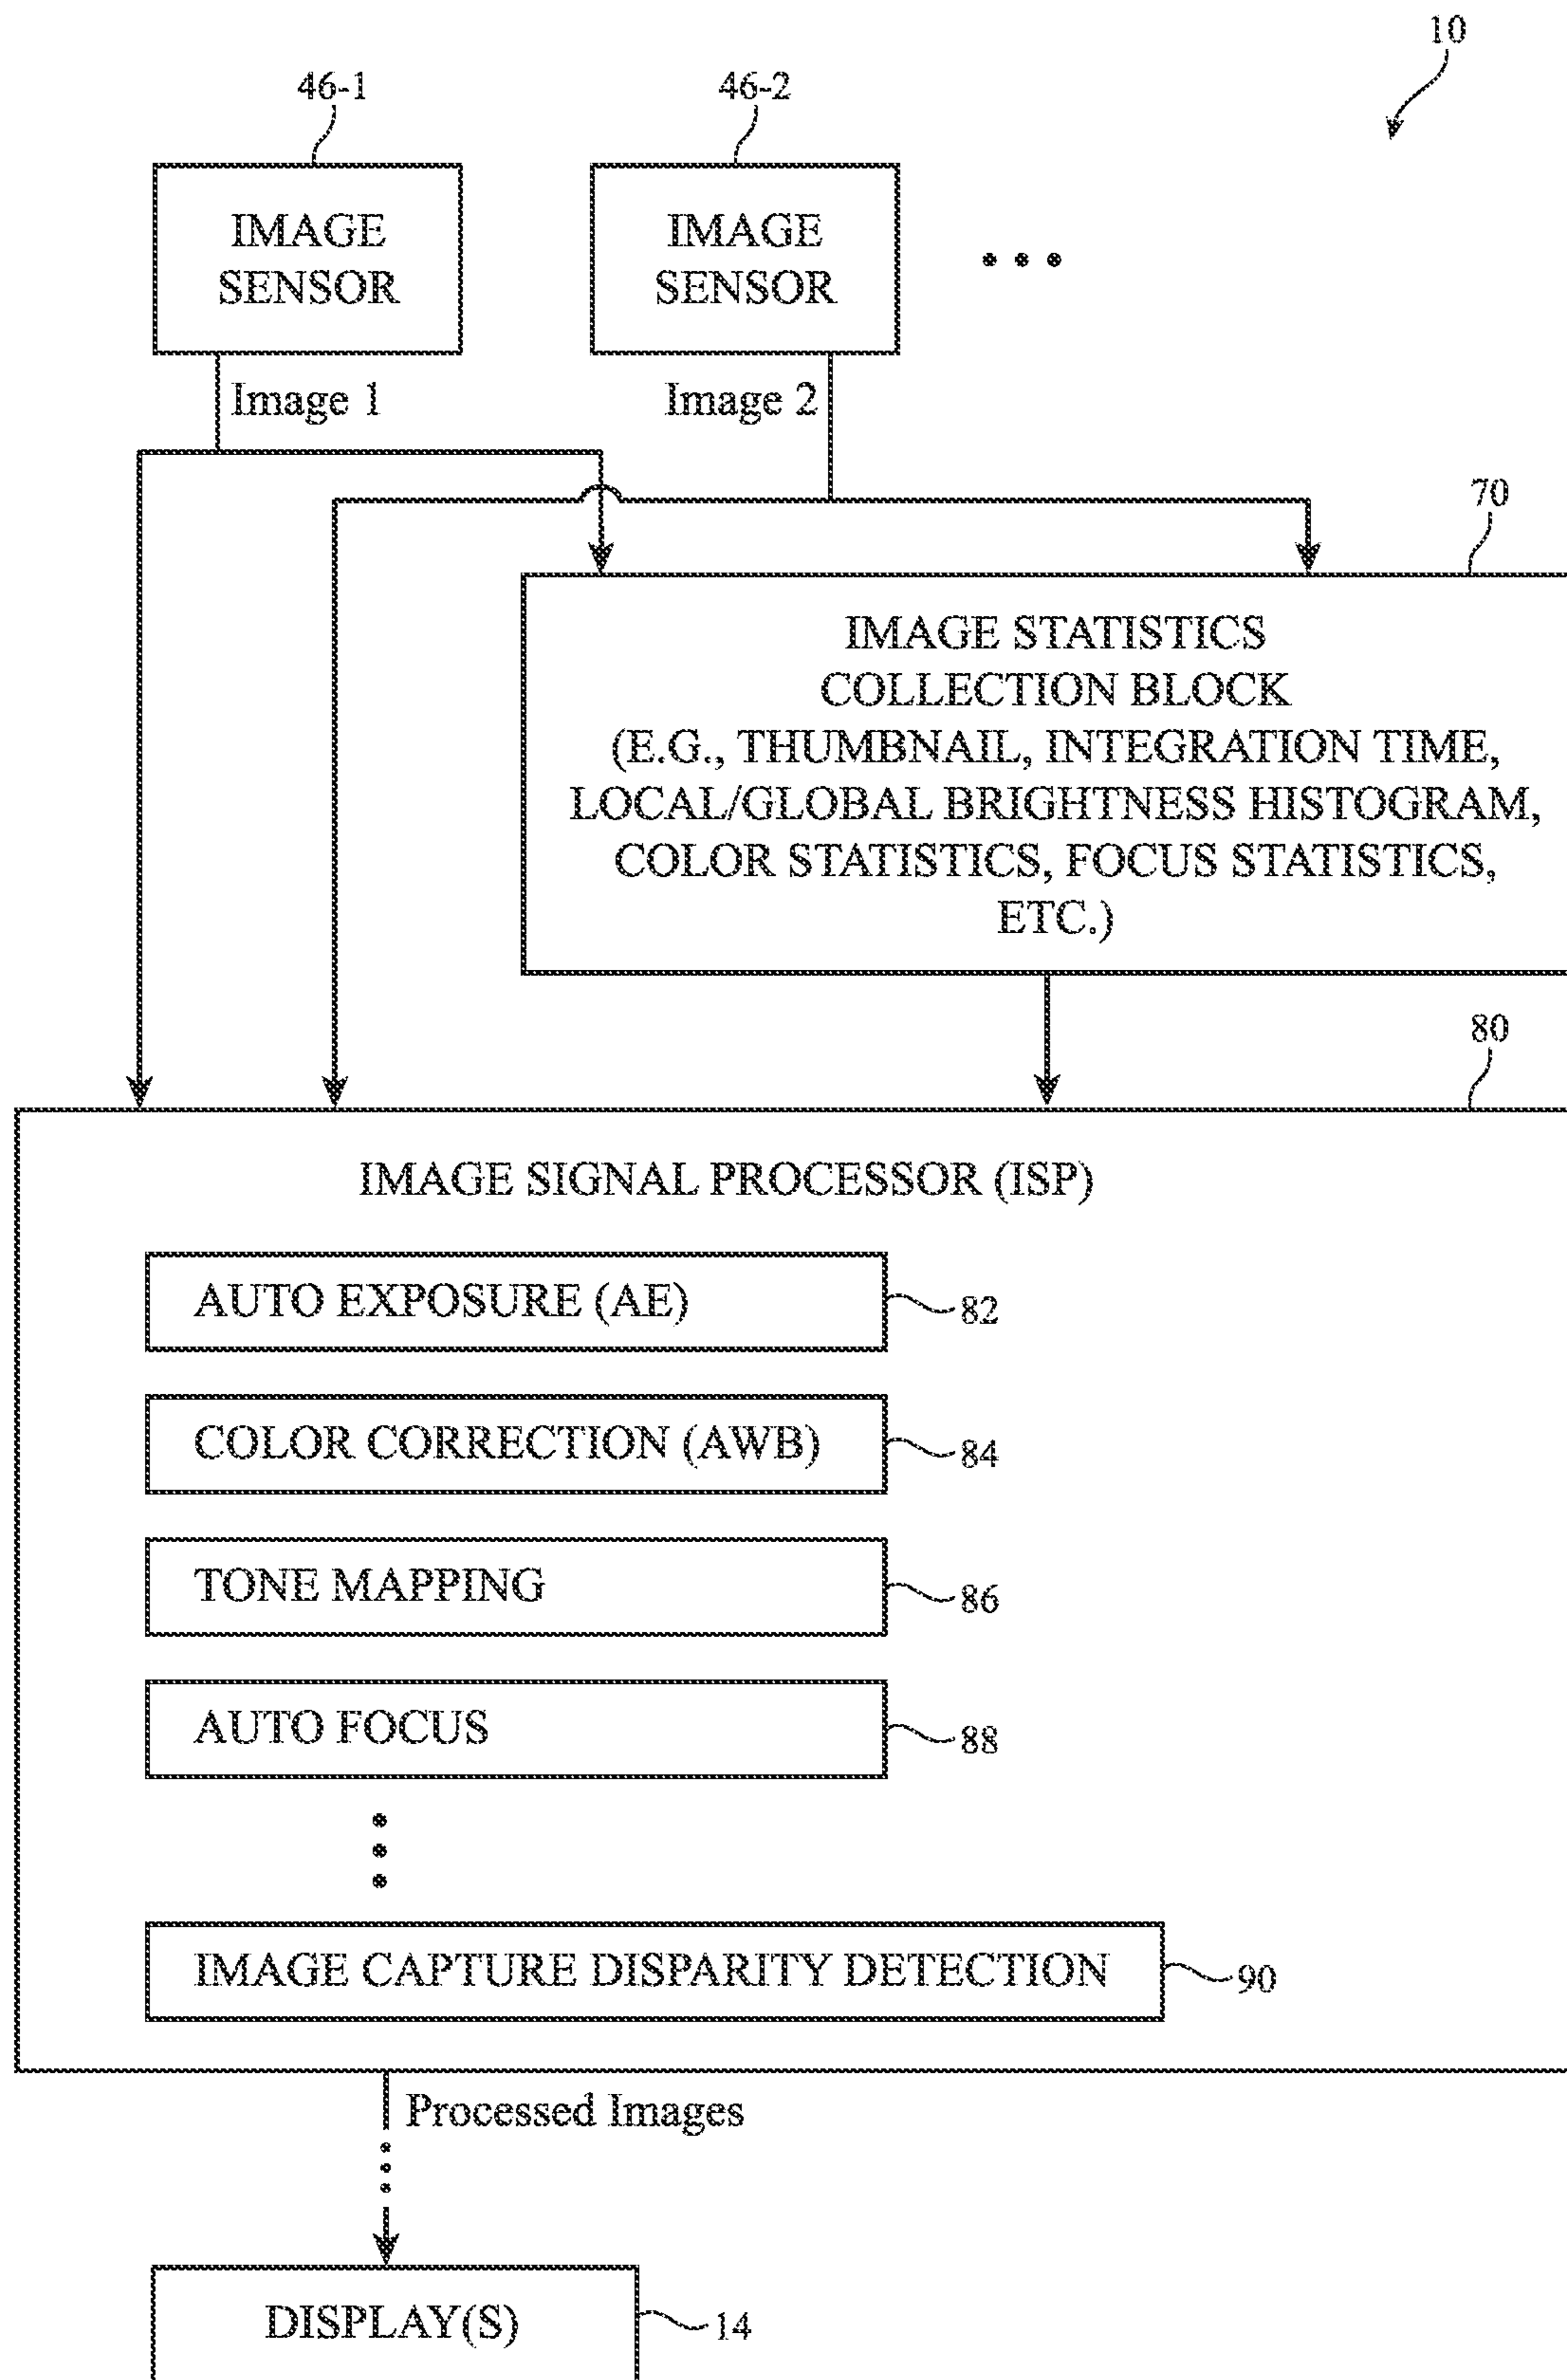 10
46-1
46-2
IMAGE
SENSOR
IMAGE
SENSOR
Image 1
Image 2
70
IMAGE STATISTICS
COLLECTION BLOCK
(E.G., THUMBNAIL, INTEGRATION TIME,
LOCAL/GLOBAL BRIGHTNESS HISTOGRAM,
COLOR STATISTICS, FOCUS STATISTICS,
ETC.)
80
IMAGE SIGNAL PROCESSOR (ISP)
AUTO EXPOSURE (AE)
82
COLOR CORRECTION (AWB)
84
TONE MAPPING
86
AUTO FOCUS
88
IMAGE CAPTURE DISPARITY DETECTION
90
Processed Images
DISPLAY(S)
14